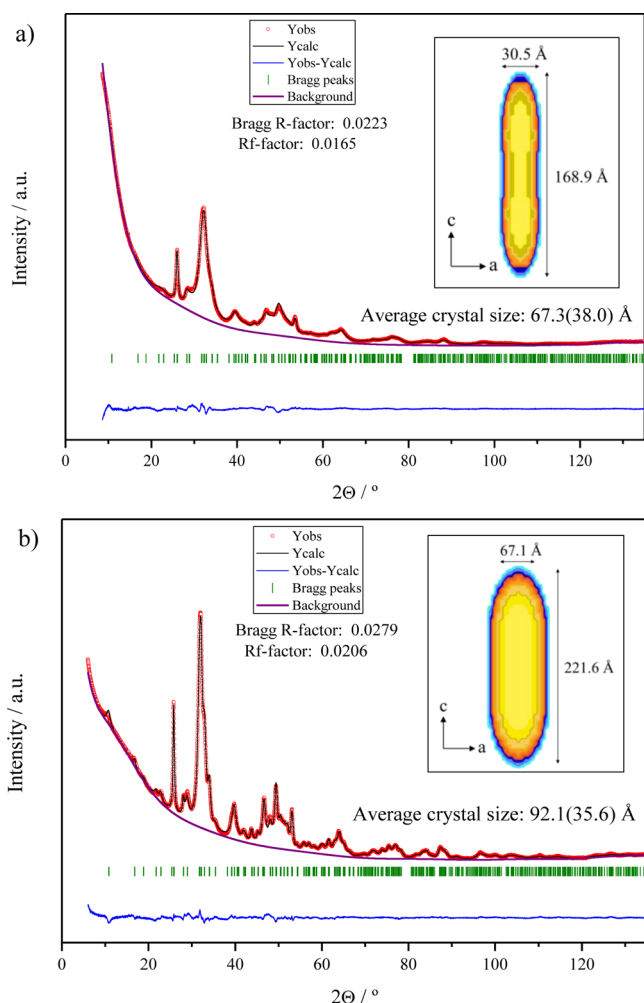 a)
Yobs
Ycalc
Yobs-Ycalc
Bragg peaks
Background
Bragg R-factor: 0.0223
Rf-factor: 0.0165
30.5 Å
168.9 Å
c
a
Average crystal size: 67.3(38.0) Å
Intensity / a.u.
0 20 40 60 80 100 120
2Θ / º
b)
Yobs
Ycalc
Yobs-Ycalc
Bragg peaks
Background
Bragg R-factor: 0.0279
Rf-factor: 0.0206
67.1 Å
221.6 Å
c
a
Average crystal size: 92.1(35.6) Å
Intensity / a.u.
0 20 40 60 80 100 120
2Θ / º